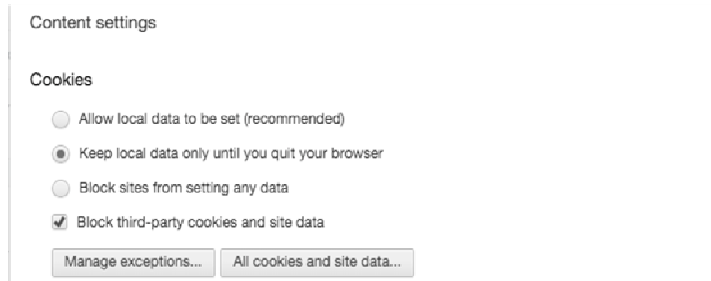 Content settings
Cookies
Allow local data to be set (recommended)
Keep local data only until you quit your browser
Block sites from setting any data
Block third-party cookies and site data
Manage exceptions... All cookies and site data...